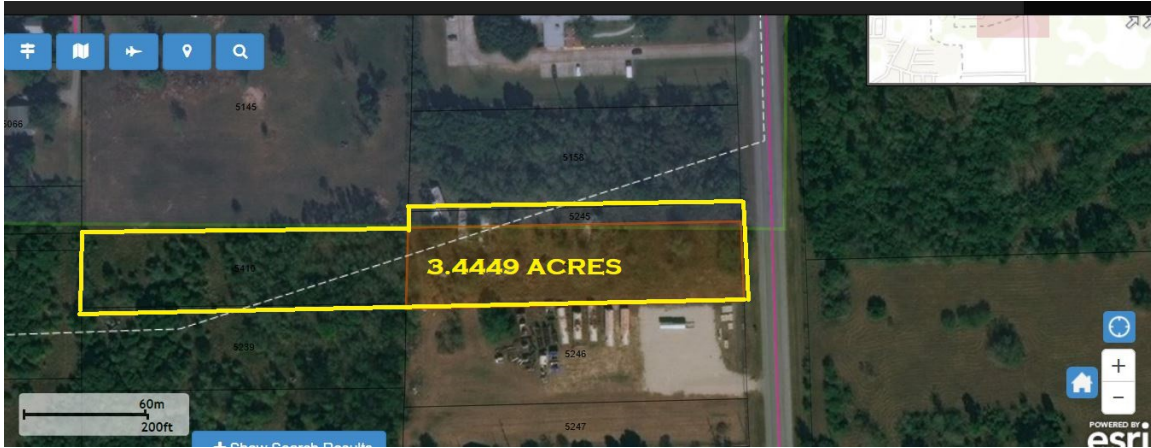 5145
5066
5158
5245
3.4449 ACRES
5239
5246
60m
200ft
5247
+ Show Search Results
+
−
POWERED BY
esri